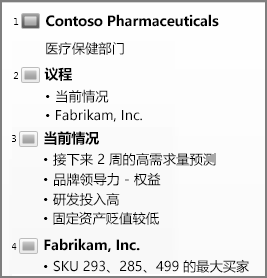 1 Contoso Pharmaceuticals
医疗保健部门
2 议程
• 当前情况
• Fabrikam, Inc.
3 当前情况
• 接下来 2 周的高需求量预测
• 品牌领导力 - 权益
• 研发投入高
• 固定资产贬值较低
4 Fabrikam, Inc.
• SKU 293、285、499 的最大买家